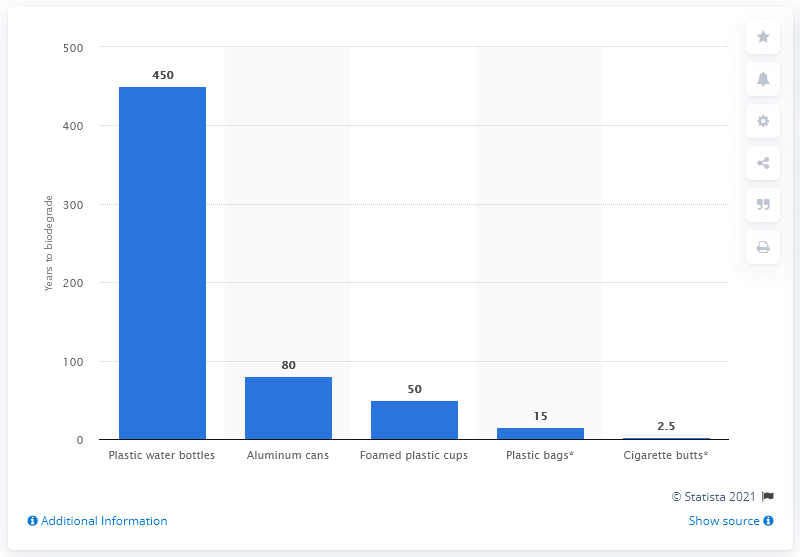 500
400
300
200
100
0
Years to biodegrade
450
80
50
15
2.5
Plastic water bottles
Aluminum cans
Foamed plastic cups
Plastic bags*
Cigarette butts*
© Statista 2021
Additional Information
Show source